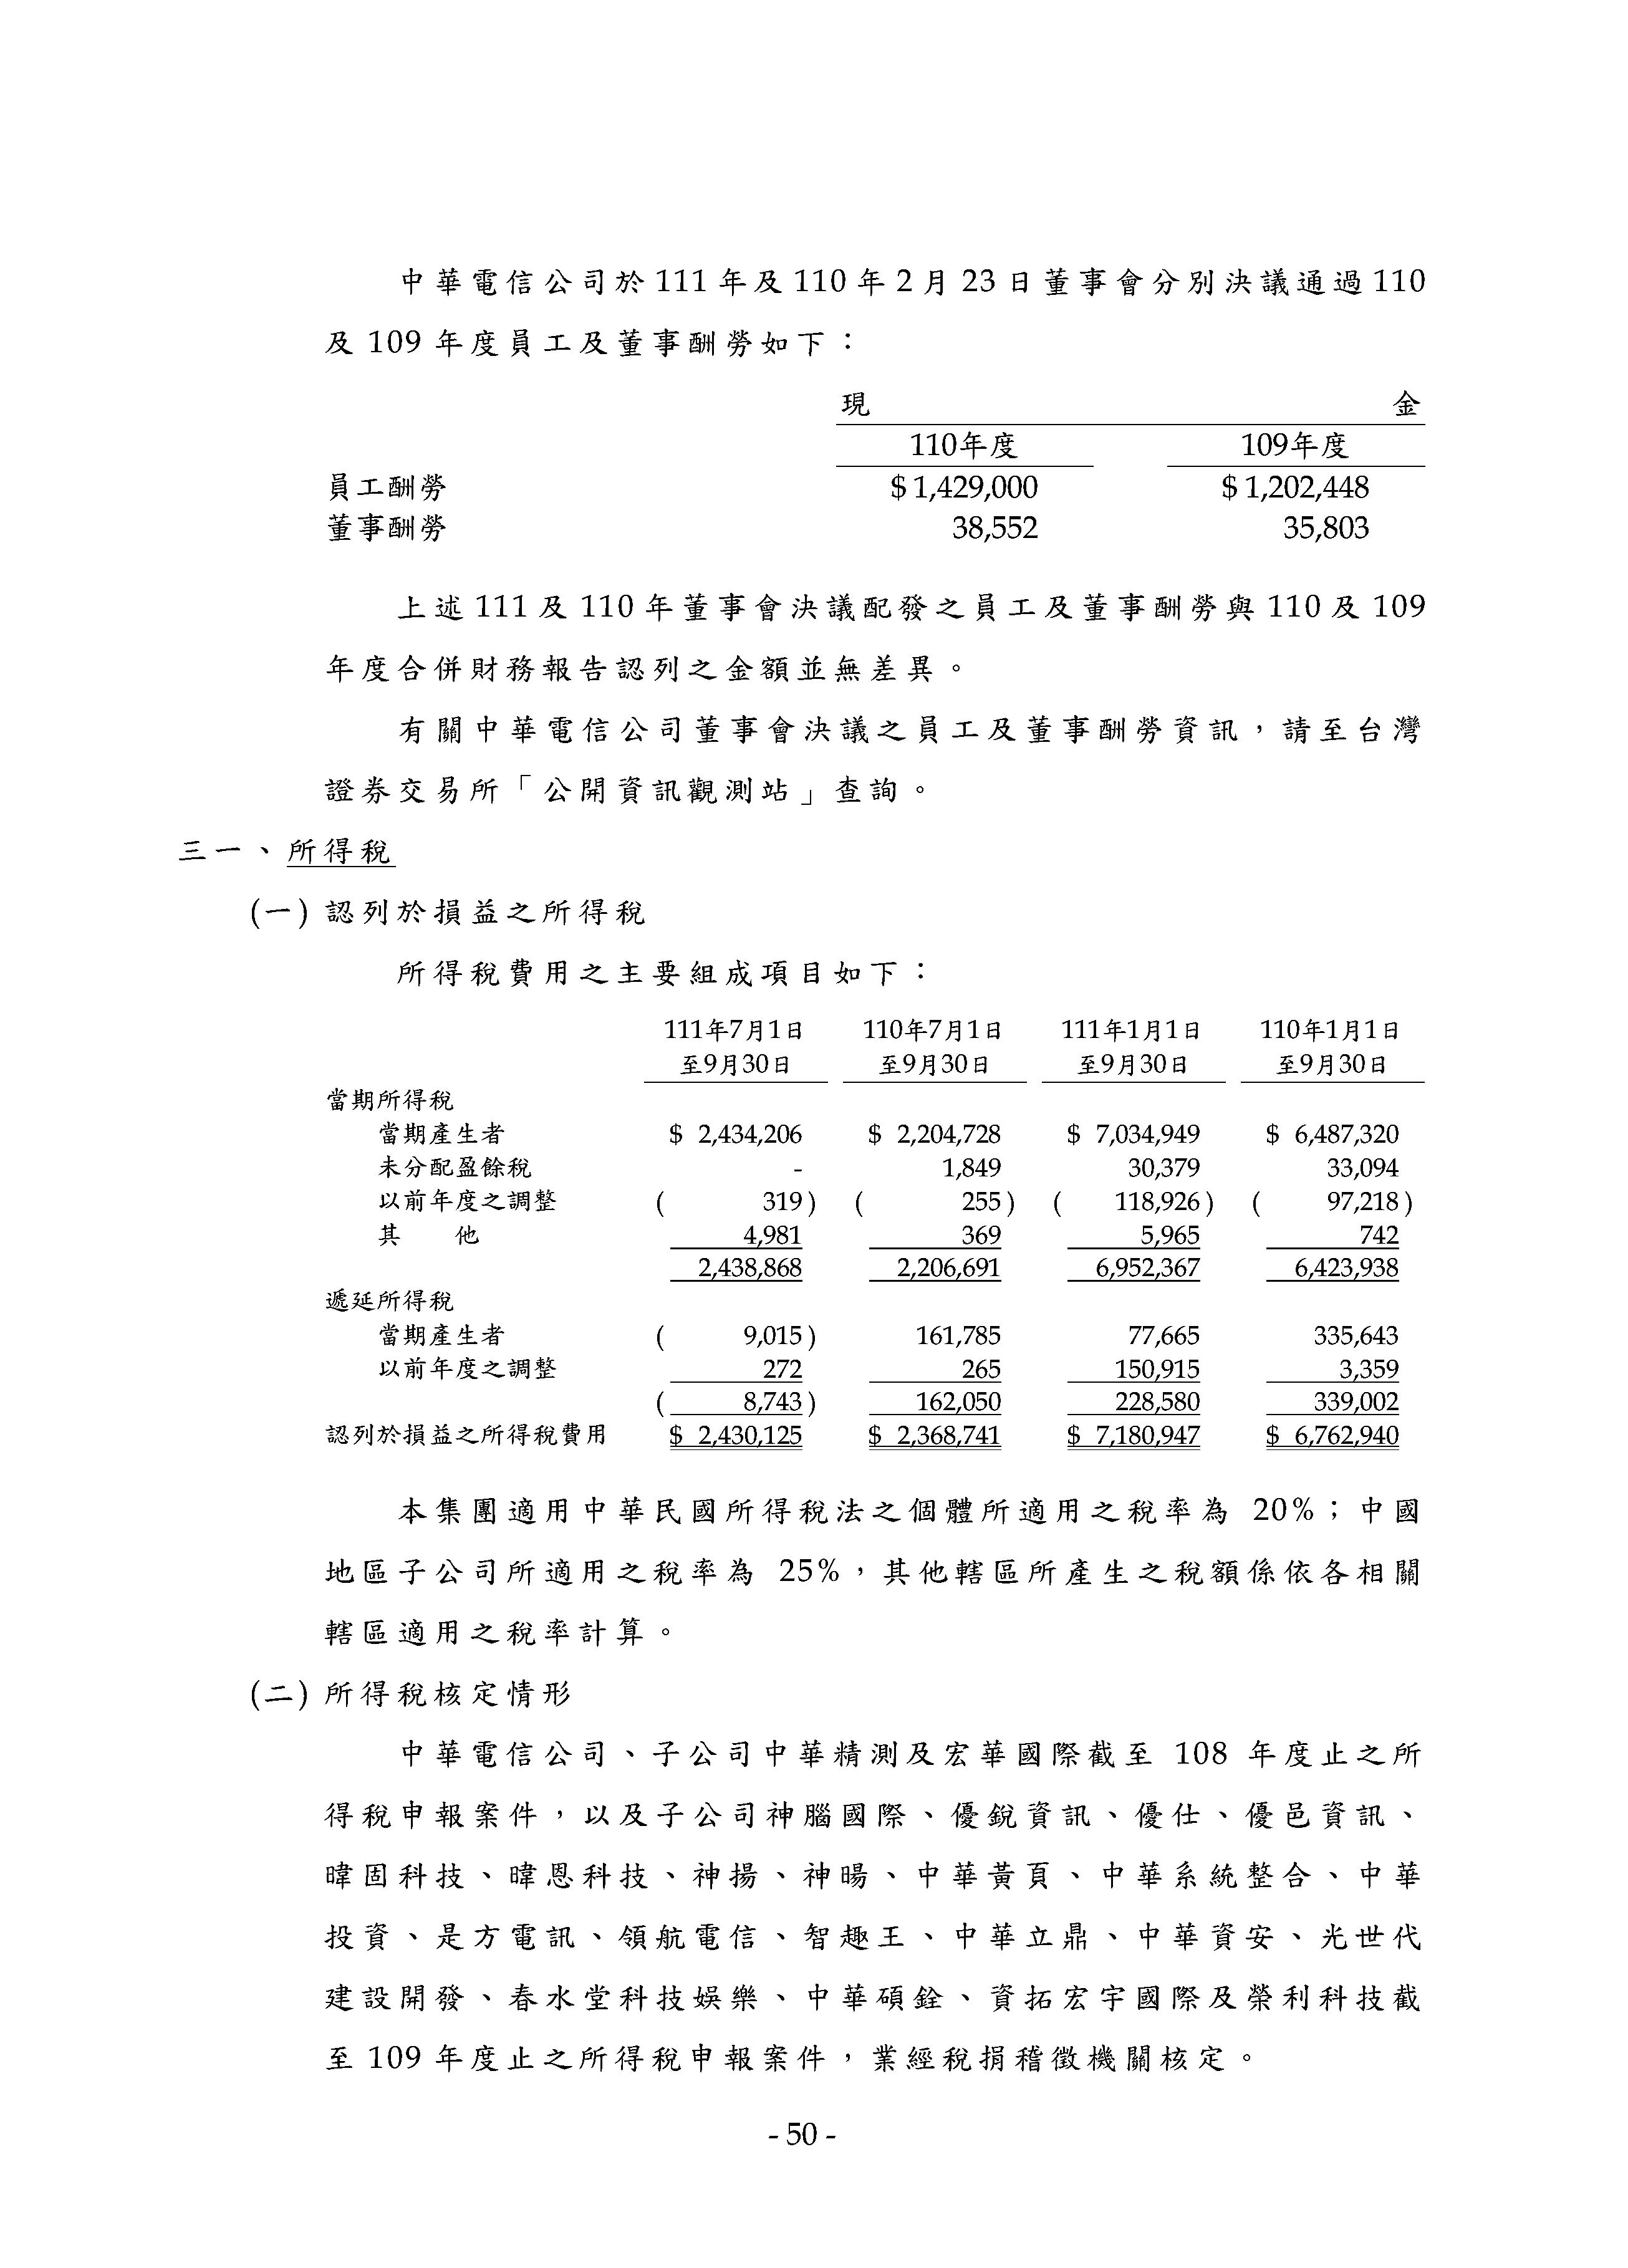 中華電信公司於111年及110年2月23日董事會分別決議通過110
及109年度員工及董事酬勞如下：
現 金
110年度 109年度
員工酬勞 $1,429,000 $1,202,448
董事酬勞 38,552 35,803
上述111及110年董事會決議配發之員工及董事酬勞與110及109
年度合併財務報告認列之金額並無差異。
有關中華電信公司董事會決議之員工及董事酬勞資訊，請至台灣
證券交易所「公開資訊觀測站」查詢。
三一、所得稅
(一) 認列於損益之所得稅
所得稅費用之主要組成項目如下：
111年7月1日 110年7月1日 111年1月1日 110年1月1日
至9月30日 至9月30日 至9月30日 至9月30日
當期所得稅
當期產生者 $ 2,434,206 $ 2,204,728 $ 7,034,949 $ 6,487,320
未分配盈餘稅 - 1,849 30,379 33,094
以前年度之調整 ( 319) ( 255) ( 118,926) ( 97,218)
其 他 4,981 369 5,965 742
2,438,868 2,206,691 6,952,367 6,423,938
遞延所得稅
當期產生者 ( 9,015) 161,785 77,665 335,643
以前年度之調整 272 265 150,915 3,359
( 8,743) 162,050 228,580 339,002
認列於損益之所得稅費用 $ 2,430,125 $ 2,368,741 $ 7,180,947 $ 6,762,940
本集團適用中華民國所得稅法之個體所適用之稅率為 20%；中國
地區子公司所適用之稅率為 25%，其他轄區所產生之稅額係依各相關
轄區適用之稅率計算。
(二) 所得稅核定情形
中華電信公司、子公司中華精測及宏華國際截至 108 年度止之所
得稅申報案件，以及子公司神腦國際、優銳資訊、優仕、優邑資訊、
暐固科技、暐恩科技、神揚、神暘、中華黃頁、中華系統整合、中華
投資、是方電訊、領航電信、智趣王、中華立鼎、中華資安、光世代
建設開發、春水堂科技娛樂、中華碩銓、資拓宏宇國際及榮利科技截
至 109 年度止之所得稅申報案件，業經稅捐稽徵機關核定。
- 50 -